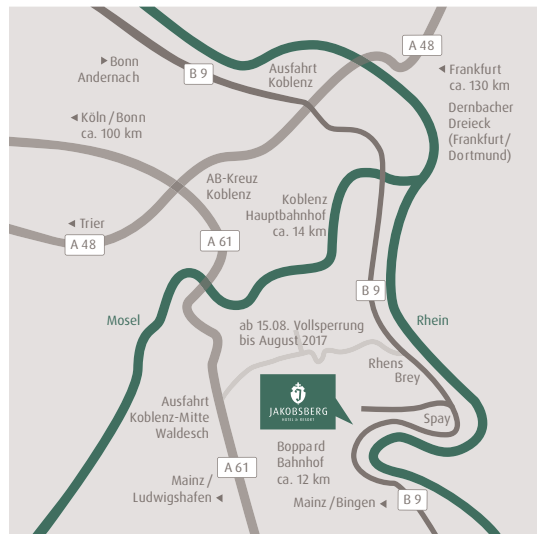 A 48
Bonn
Andernach
B 9
Ausfahrt
Koblenz
Frankfurt
ca. 130 km
Dernbacher
Dreieck
(Frankfurt/
Dortmund)
Köln/Bonn
ca. 100 km
AB-Kreuz
Koblenz
Koblenz
Hauptbahnhof
ca. 14 km
Trier
A 48
A 61
B 9
Mosel
ab 15.08. Vollsperrung
bis August 2017
Rhein
Rhens
Brey
JAKOBSBERG
HOTEL & RESORT
Spay
Ausfahrt
Koblenz-Mitte
Waldesch
Boppard
Bahnhof
ca. 12 km
A 61
Mainz/
Ludwigshafen
Mainz/Bingen
B 9